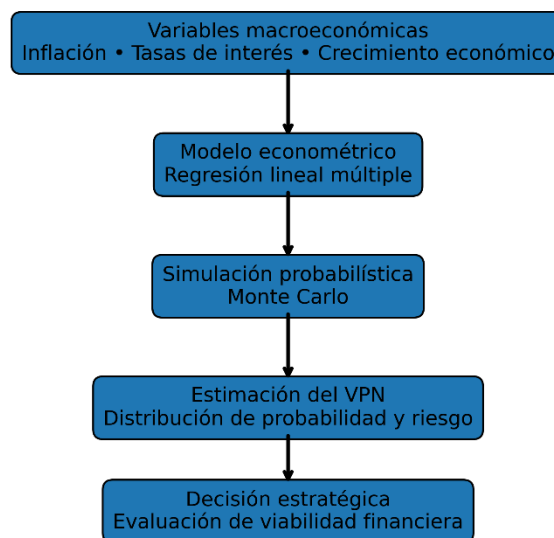 Variables macroeconómicas
Inflación • Tasas de interés • Crecimiento económico
Modelo econométrico
Regresión lineal múltiple
Simulación probabilística
Monte Carlo
Estimación del VPN
Distribución de probabilidad y riesgo
Decisión estratégica
Evaluación de viabilidad financiera